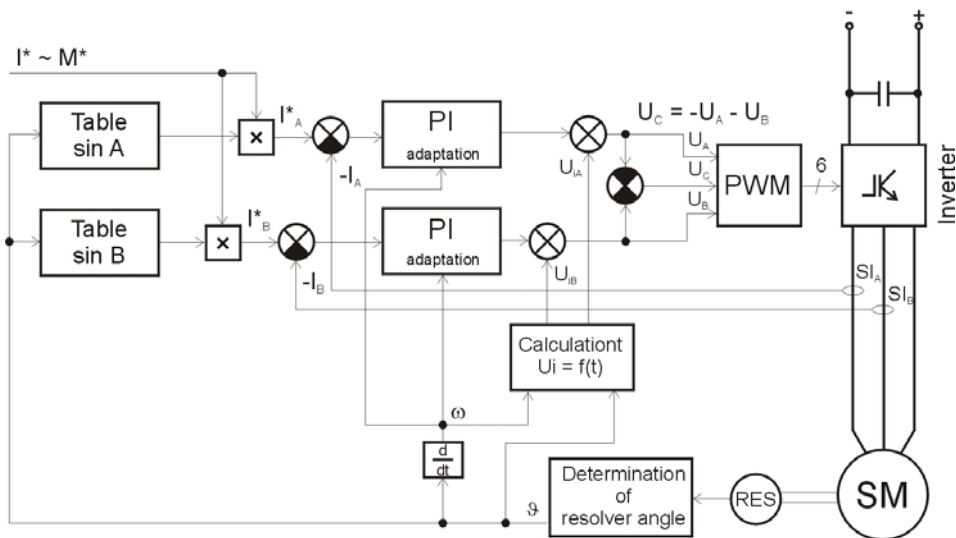 - +
I* ~ M*
Table
sin A
×
I*A
-IA
PI
adaptation
UiA
UC = -UA - UB
UA
UC
UB
PWM
6
Inverter
Table
sin B
×
I*B
-IB
PI
adaptation
UiB
SIA
SIB
Calculationt
Ui = f(t)
ω
d
dt
ϑ
Determination
of
resolver angle
RES
SM